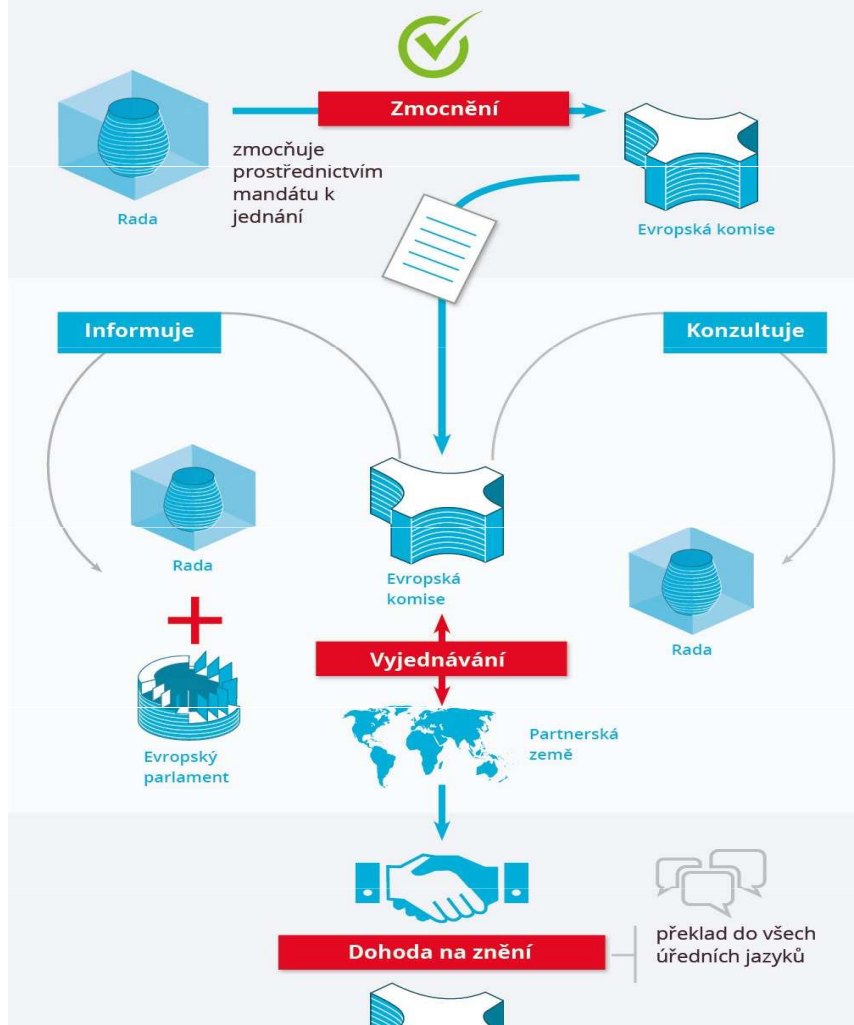 Zmocnění
zmocňuje
prostřednictvím
mandátu k
jednání
Rada
Evropská komise
Informuje
Konzultuje
Rada
Evropská
komise
Rada
Vyjednávání
Evropský
parlament
Partnerská
země
Dohoda na znění
překlad do všech
úředních jazyků